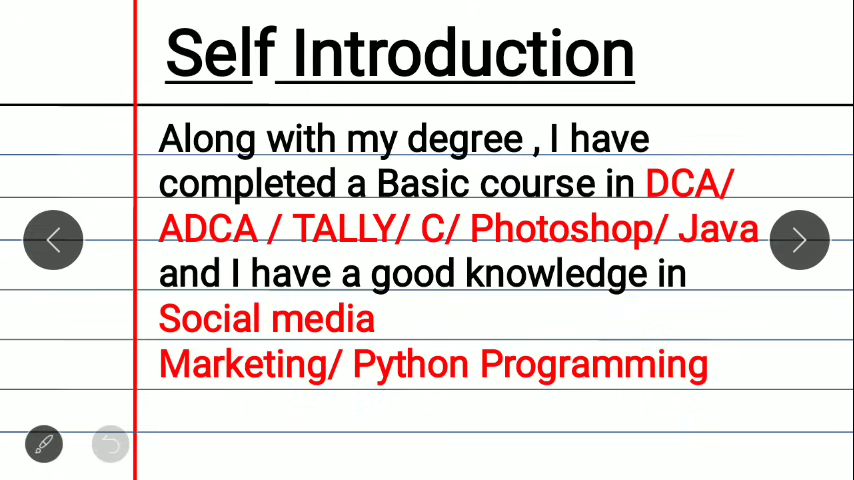 Self Introduction
Along with my degree , I have
completed a Basic course in DCA/
ADCA / TALLY/ C/ Photoshop/ Java
and I have a good knowledge in
Social media
Marketing/ Python Programming